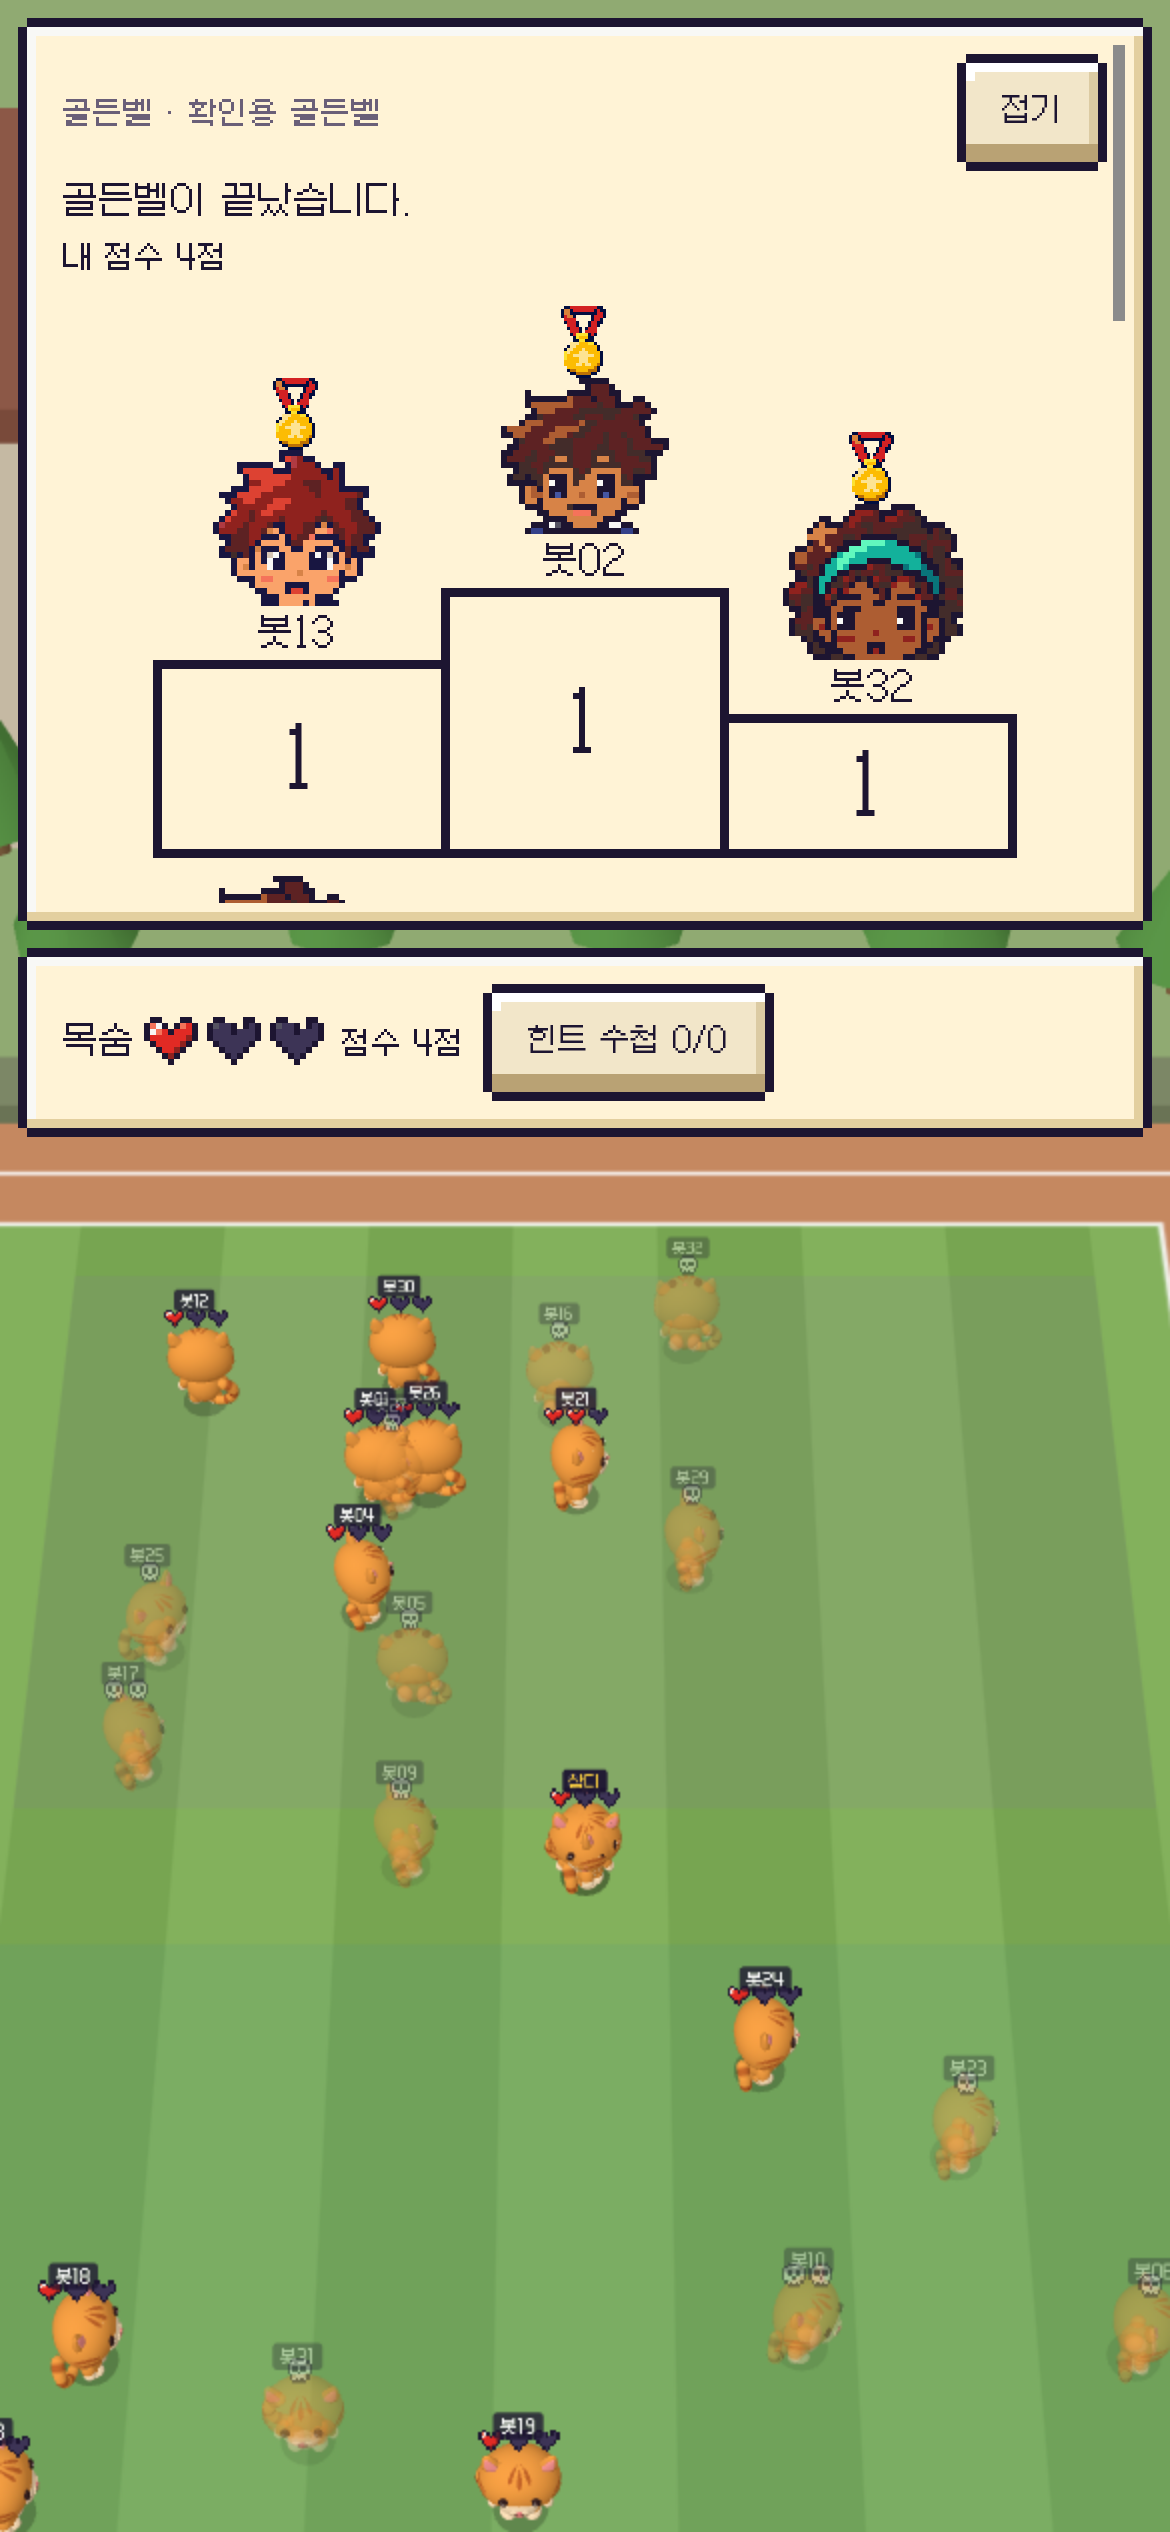 골든벨 · 확인용 골든벨
접기
골든벨이 끝났습니다.
내 점수 4점
봇02
봇13
봇32
1
1
1
목숨
점수 4점
힌트 수첩 0/0
봇32
봇30
봇12
봇16
봇26
봇01
봇21
봇29
봇04
봇25
봇05
봇17
봇09
삼디
봇24
봇23
봇10
봇18
봇31
봇19